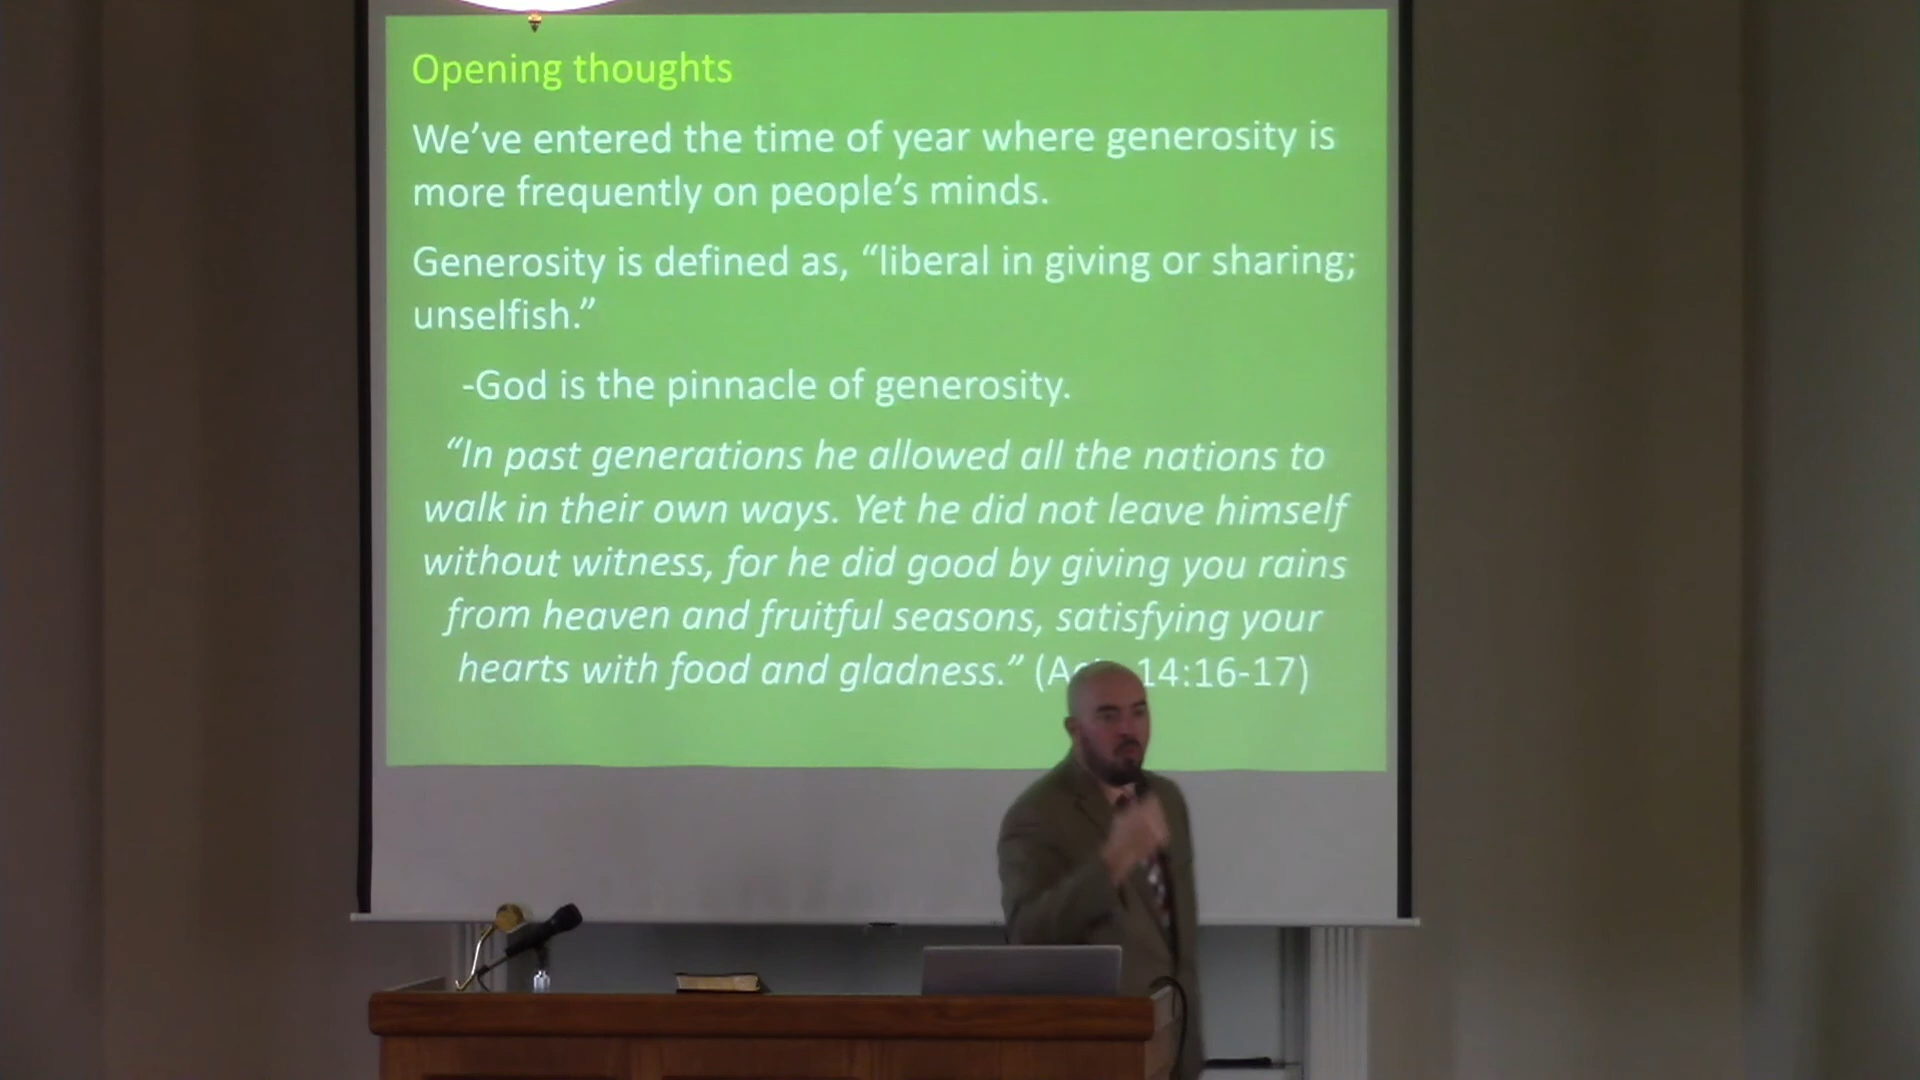 Opening thoughts
We’ve entered the time of year where generosity is
more frequently on people’s minds.
Generosity is defined as, “liberal in giving or sharing;
unselfish.”
-God is the pinnacle of generosity.
“In past generations he allowed all the nations to
walk in their own ways. Yet he did not leave himself
without witness, for he did good by giving you rains
from heaven and fruitful seasons, satisfying your
hearts with food and gladness.” 14:16-17)